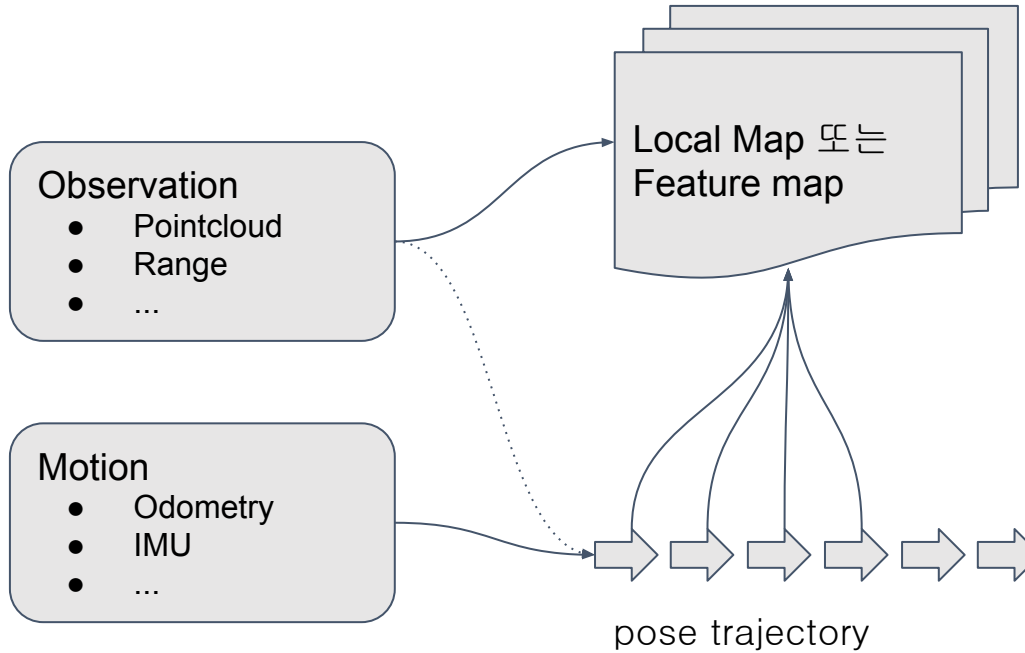 Observation
● Pointcloud
● Range
● ...
Local Map 또는
Feature map
Motion
● Odometry
● IMU
● ...
pose trajectory